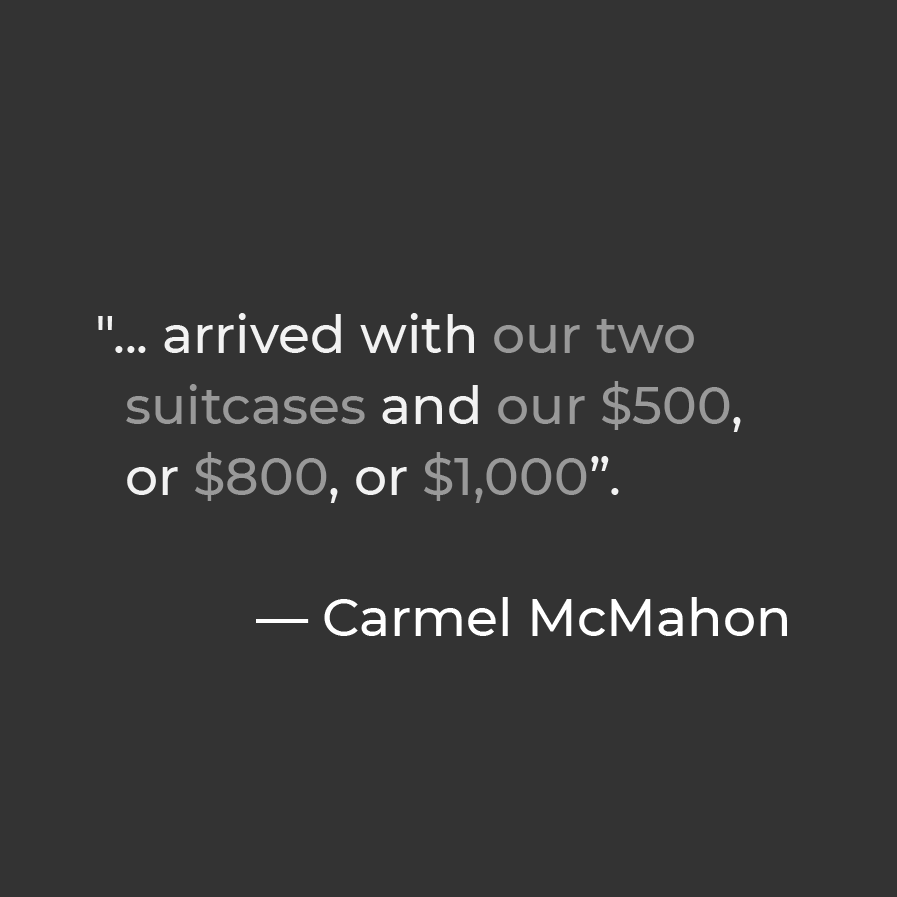 "... arrived with our two
suitcases and our $500,
or $800, or $1,000”.
— Carmel McMahon